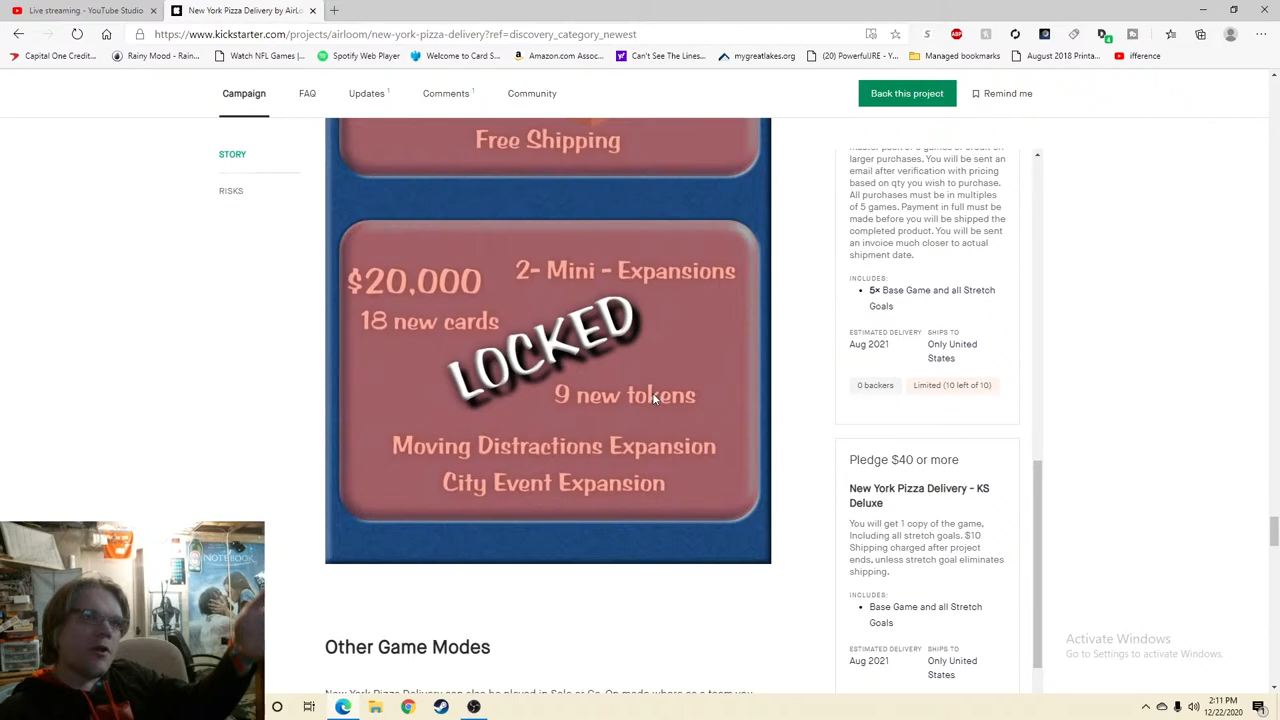 Live streaming - YouTube Studio
New York Pizza Delivery by AirLo
https://www.kickstarter.com/projects/airloom/new-york-pizza-delivery?ref=discovery_category_newest
Capital One Credit...
Rainy Mood - Rain...
Watch NFL Games |...
Spotify Web Player
Welcome to Card S...
Amazon.com Assoc...
Can't See The Lines...
mygreatlakes.org
(20) PowerfulJRE - Y...
Managed bookmarks
August 2018 Printa...
ifference
Campaign
FAQ
Updates 1
Comments 1
Community
Back this project
Remind me
STORY
RISKS
Free Shipping
$20,000
2- Mini - Expansions
18 new cards
LOCKED
9 new tokens
Moving Distractions Expansion
City Event Expansion
Other Game Modes
larger purchases. You will be sent an
email after verification with pricing
based on qty you wish to purchase.
All purchases must be in multiples
of 5 games. Payment in full must be
made before you will be shipped the
completed product. You will be sent
an invoice much closer to actual
shipment date.
INCLUDES:
5× Base Game and all Stretch
Goals
ESTIMATED DELIVERY
SHIPS TO
Aug 2021
Only United
States
0 backers
Limited (10 left of 10)
Pledge $40 or more
New York Pizza Delivery - KS
Deluxe
You will get 1 copy of the game,
Including all stretch goals. $10
Shipping charged after project
ends, unless stretch goal eliminates
shipping.
INCLUDES:
Base Game and all Stretch
Goals
ESTIMATED DELIVERY
SHIPS TO
Aug 2021
Only United
States
NOTEBOOK
Activate Windows
Go to Settings to activate Windows.
2:11 PM
12/22/2020